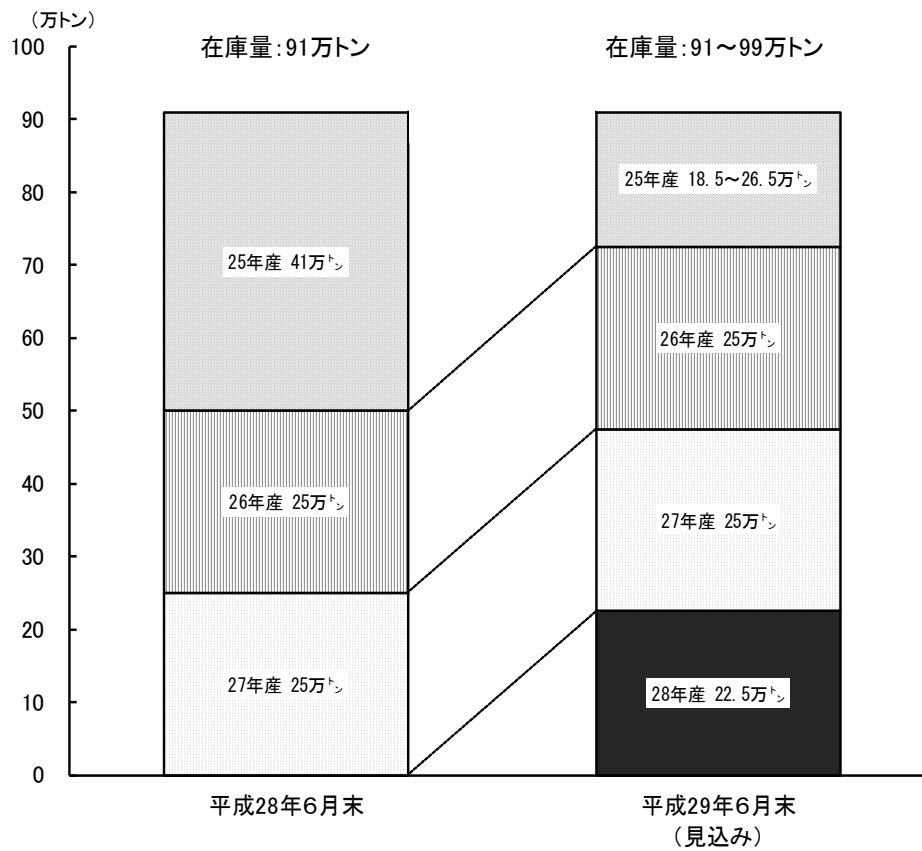 （万トン）
100
90
80
70
60
50
40
30
20
10
0
在庫量：91万トン
25年産 41万㌧
26年産 25万㌧
27年産 25万㌧
平成28年６月末
在庫量：91～99万トン
25年産 18.5～26.5万㌧
26年産 25万㌧
27年産 25万㌧
28年産 22.5万㌧
平成29年６月末
（見込み）